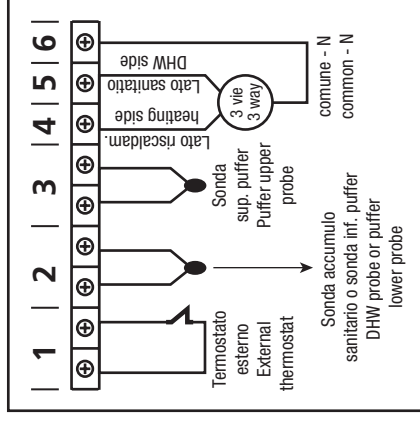 1
2
3
4
5
6
Termostato
esterno
External
thermostat
Sonda accumulo
sanitario o sonda inf. puffer
DHW probe or puffer
lower probe
Sonda
sup. puffer
Puffer upper
probe
Lato riscaldam.
heating side
Lato sanitatio
DHW side
3 vie
3 way
comune - N
common - N